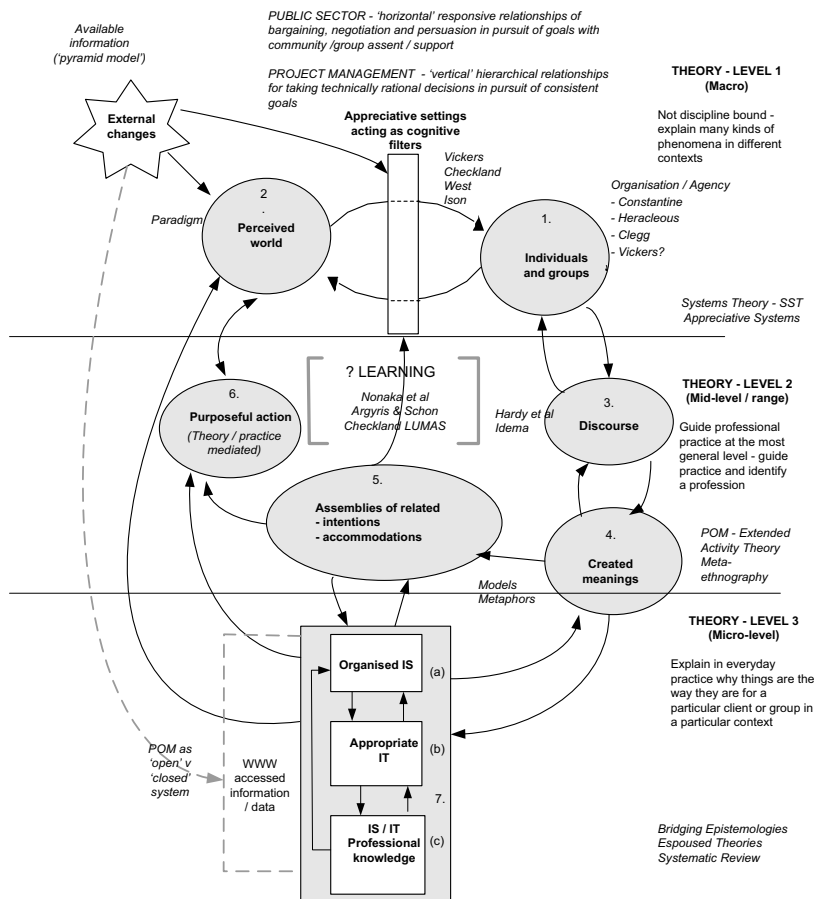 Available
information
('pyramid model')
PUBLIC SECTOR - 'horizontal' responsive relationships of
bargaining, negotiation and persuasion in pursuit of goals with
community /group assent / support
PROJECT MANAGEMENT - 'vertical' hierarchical relationships
for taking technically rational decisions in pursuit of consistent
goals
THEORY - LEVEL 1
(Macro)
Not discipline bound -
explain many kinds of
phenomena in different
contexts
External
changes
Appreciative settings
acting as cognitive
filters
Vickers
Checkland
West
Ison
Organisation / Agency
- Constantine
- Heracleous
- Clegg
- Vickers?
Paradigm
2
.
Perceived
world
1.
Individuals
and groups
Systems Theory - SST
Appreciative Systems
? LEARNING
Nonaka et al
Argyris & Schon
Checkland LUMAS
THEORY - LEVEL 2
(Mid-level / range)
Guide professional
practice at the most
general level - guide
practice and identify
a profession
6.
Purposeful action
(Theory / practice
mediated)
Hardy et al
Idema
3.
Discourse
5.
Assemblies of related
- intentions
- accommodations
4.
Created
meanings
POM - Extended
Activity Theory
Meta-
ethnography
Models
Metaphors
THEORY - LEVEL 3
(Micro-level)
Explain in everyday
practice why things are the
way they are for a
particular client or group in
a particular context
Organised IS
(a)
Appropriate
IT
(b)
7.
IS / IT
Professional
knowledge
(c)
POM as
'open' v
'closed'
system
WWW
accessed
information
/ data
Bridging Epistemologies
Espoused Theories
Systematic Review